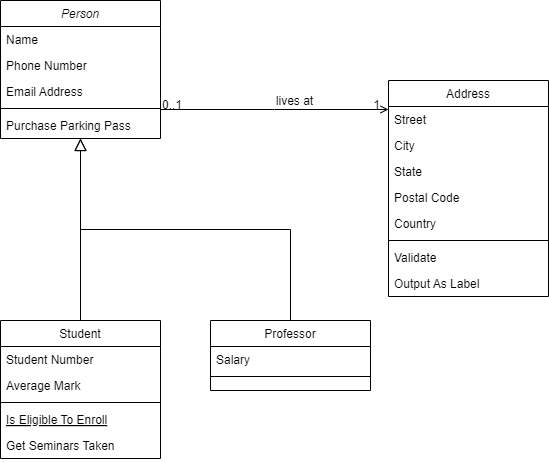 Person
Name
Phone Number
Email Address
Purchase Parking Pass
0..1
lives at
1
Address
Street
City
State
Postal Code
Country
Validate
Output As Label
Student
Student Number
Average Mark
Is Eligible To Enroll
Get Seminars Taken
Professor
Salary